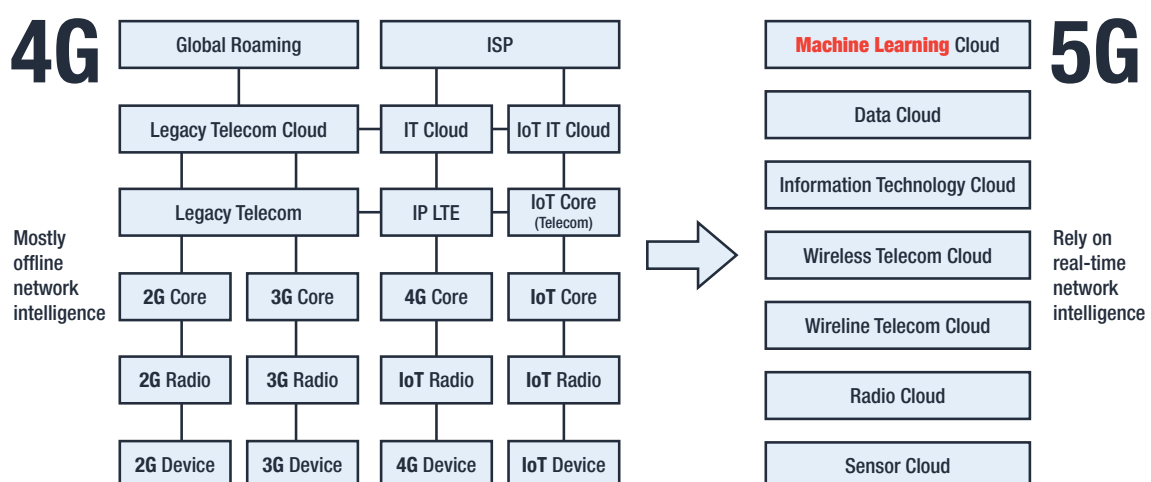 4G
Global Roaming
ISP
Legacy Telecom Cloud
IT Cloud
IoT IT Cloud
Legacy Telecom
IP LTE
IoT Core
(Telecom)
Mostly
offline
network
intelligence
2G Core
3G Core
4G Core
IoT Core
2G Radio
3G Radio
IoT Radio
IoT Radio
2G Device
3G Device
4G Device
IoT Device
5G
Machine Learning Cloud
Data Cloud
Information Technology Cloud
Wireless Telecom Cloud
Wireline Telecom Cloud
Radio Cloud
Sensor Cloud
Rely on
real-time
network
intelligence